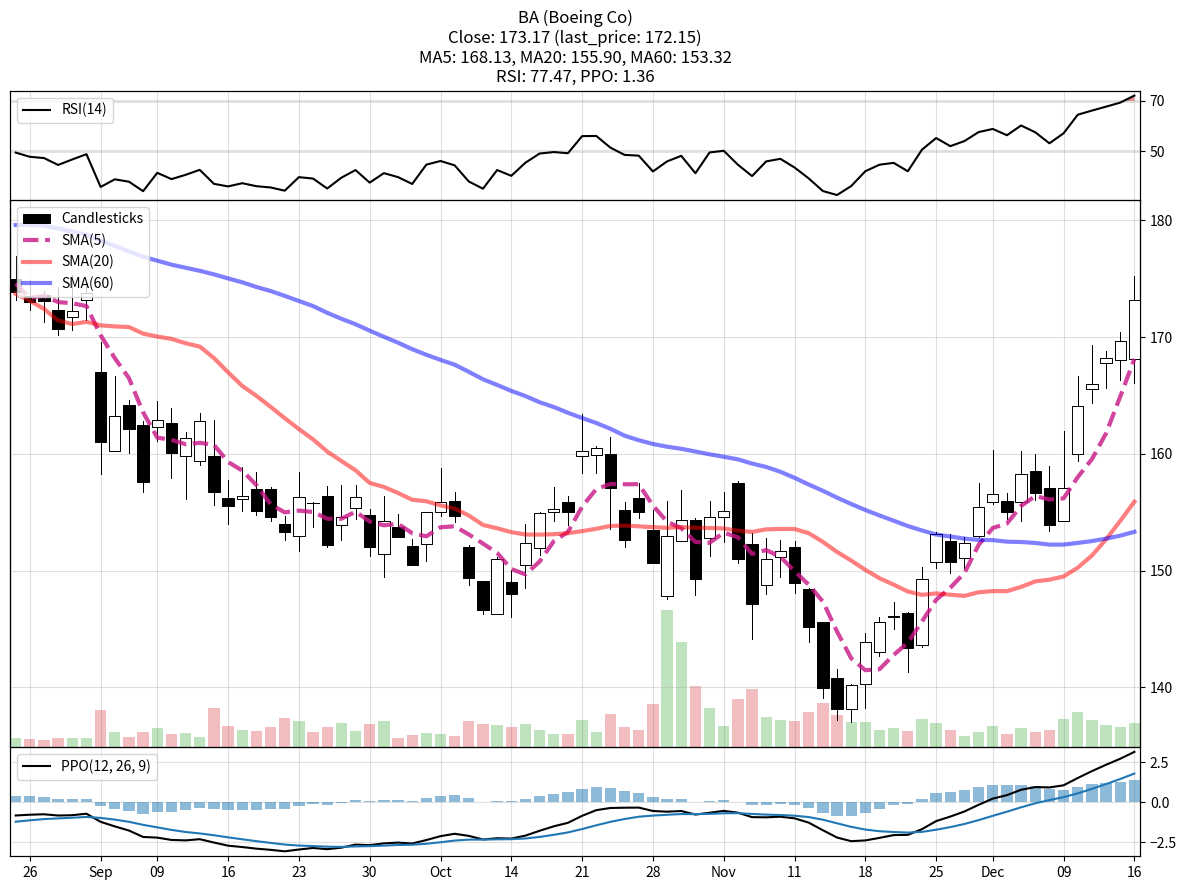 BA (Boeing Co)
Close: 173.17 (last_price: 172.15)
MA5: 168.13, MA20: 155.90, MA60: 153.32
RSI: 77.47, PPO: 1.36
RSI(14)
70
50
Candlesticks
SMA(5)
SMA(20)
SMA(60)
180
170
160
150
140
PPO(12, 26, 9)
2.5
0.0
−2.5
26 Sep 09 16 23 30 Oct 14 21 28 Nov 11 18 25 Dec 09 16